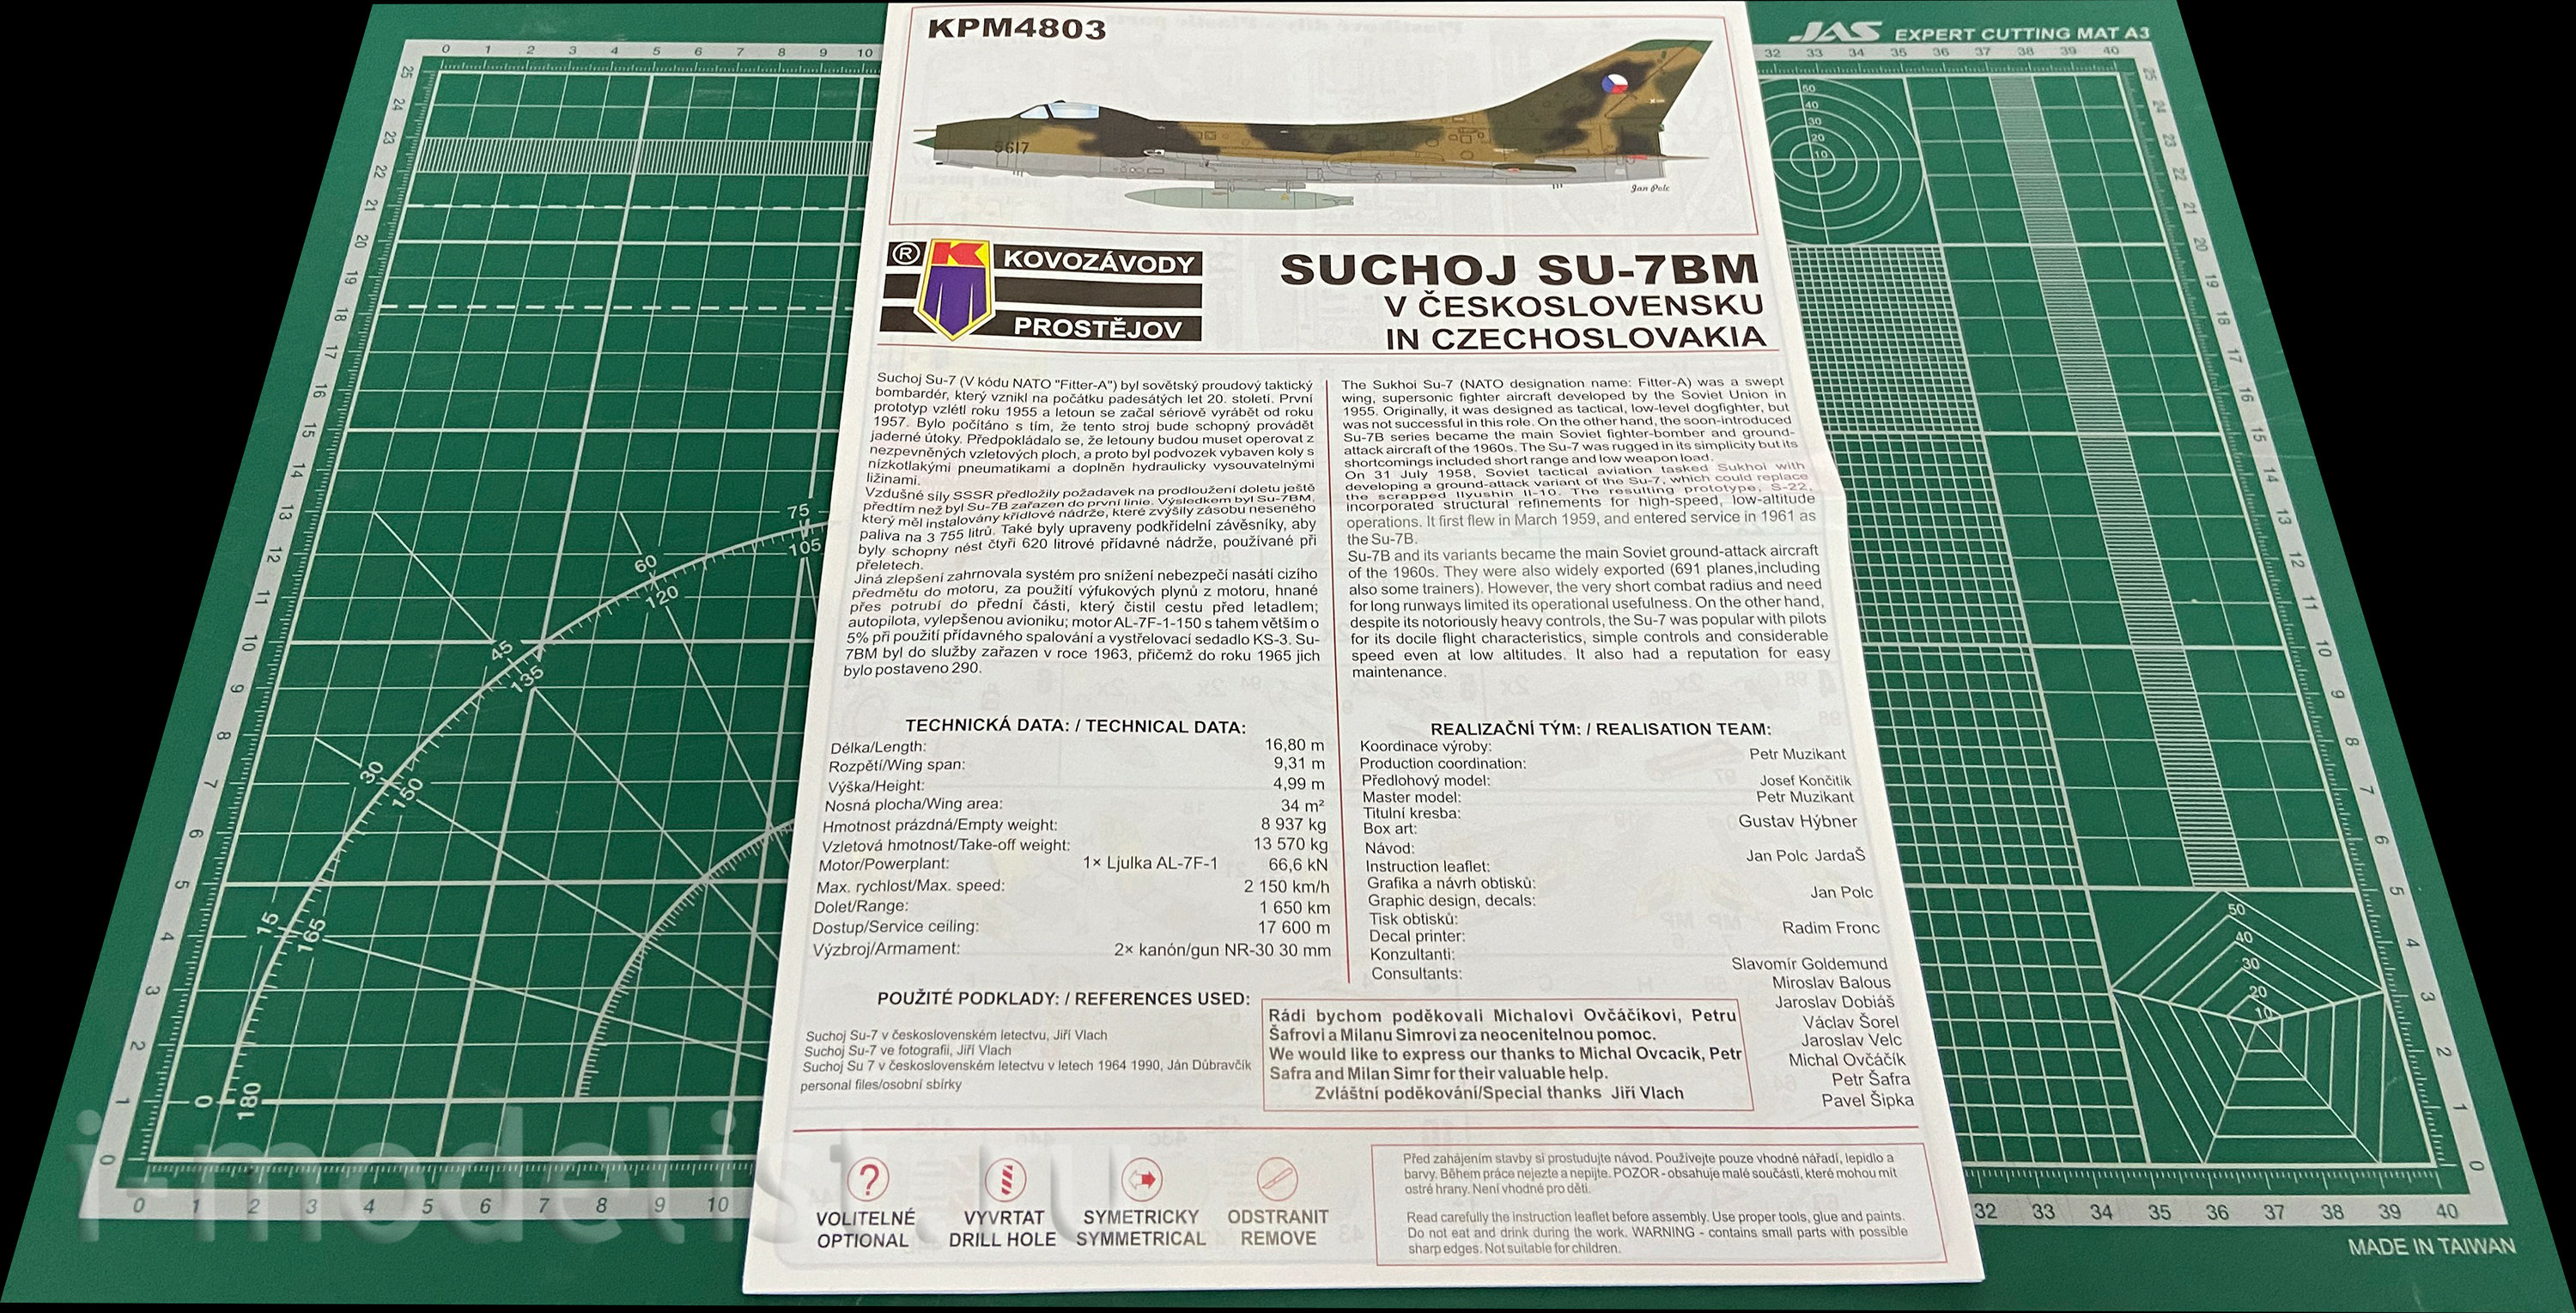 KPM4803
JAS EXPERT CUTTING MAT A3
5617
Jan Polc
® K KOVOZÁVODY
PROSTĚJOV
SUCHOJ SU-7BM
V ČESKOSLOVENSKU
IN CZECHOSLOVAKIA
Suchoj Su-7 (V kódu NATO "Fitter-A") byl sovětský proudový taktický
bombardér, který vznikl na počátku padesátých let 20. století. První
prototyp vzlétl roku 1955 a letoun se začal sériově vyrábět od roku
1957. Bylo počítáno s tím, že tento stroj bude schopný provádět
jaderné útoky. Předpokládalo se, že letouny budou muset operovat z
nezpevněných vzletových ploch, a proto byl podvozek vybaven koly s
nízkotlakými pneumatikami a doplněn hydraulicky vysouvatelnými
ližinami.
Vzdušné síly SSSR předložily požadavek na prodloužení doletu ještě
předtím než byl Su-7B zařazen do první linie. Výsledkem byl Su-7BM,
který měl instalovány křídlové nádrže, které zvýšily zásobu neseného
paliva na 3 755 litrů. Také byly upraveny podkřídelní závěsníky, aby
byly schopny nést čtyři 620 litrové přídavné nádrže, používané při
přeletech.
Jiná zlepšení zahrnovala systém pro snížení nebezpečí nasátí cizího
předmětu do motoru, za použití výfukových plynů z motoru, hnané
přes potrubí do přední části, který čistil cestu před letadlem;
autopilota, vylepšenou avioniku; motor AL-7F-1-150 s tahem větším o
5% při použití přídavného spalování a vystřelovací sedadlo KS-3. Su-
7BM byl do služby zařazen v roce 1963, přičemž do roku 1965 jich
bylo postaveno 290.
The Sukhoi Su-7 (NATO designation name: Fitter-A) was a swept
wing, supersonic fighter aircraft developed by the Soviet Union in
1955. Originally, it was designed as tactical, low-level dogfighter, but
was not successful in this role. On the other hand, the soon-introduced
Su-7B series became the main Soviet fighter-bomber and ground-
attack aircraft of the 1960s. The Su-7 was rugged in its simplicity but its
shortcomings included short range and low weapon load.
On 31 July 1958, Soviet tactical aviation tasked Sukhoi with
developing a ground-attack variant of the Su-7, which could replace
the scrapped Ilyushin Il-10. The resulting prototype, S-22,
incorporated structural refinements for high-speed, low-altitude
operations. It first flew in March 1959, and entered service in 1961 as
the Su-7B.
Su-7B and its variants became the main Soviet ground-attack aircraft
of the 1960s. They were also widely exported (691 planes,including
also some trainers). However, the very short combat radius and need
for long runways limited its operational usefulness. On the other hand,
despite its notoriously heavy controls, the Su-7 was popular with pilots
for its docile flight characteristics, simple controls and considerable
speed even at low altitudes. It also had a reputation for easy
maintenance.
TECHNICKÁ DATA: / TECHNICAL DATA:
Délka/Length: 16,80 m
Rozpětí/Wing span: 9,31 m
Výška/Height: 4,99 m
Nosná plocha/Wing area: 34 m²
Hmotnost prázdná/Empty weight: 8 937 kg
Vzletová hmotnost/Take-off weight: 13 570 kg
Motor/Powerplant: 1× Ljulka AL-7F-1 66,6 kN
Max. rychlost/Max. speed: 2 150 km/h
Dolet/Range: 1 650 km
Dostup/Service ceiling: 17 600 m
Výzbroj/Armament: 2× kanón/gun NR-30 30 mm
REALIZAČNÍ TÝM: / REALISATION TEAM:
Koordinace výroby:
Production coordination: Petr Muzikant
Předlohový model: Josef Končitík
Master model: Petr Muzikant
Titulní kresba:
Box art: Gustav Hýbner
Návod:
Instruction leaflet: Jan Polc JardaŠ
Grafika a návrh obtisků:
Graphic design, decals: Jan Polc
Tisk obtisků:
Decal printer: Radim Fronc
Konzultanti:
Consultants: Slavomír Goldemund
Miroslav Balous
Jaroslav Dobiáš
Václav Šorel
Jaroslav Velc
Michal Ovčáčík
Petr Šafra
Pavel Šipka
POUŽITÉ PODKLADY: / REFERENCES USED:
Suchoj Su-7 v československém letectvu, Jiří Vlach
Suchoj Su-7 ve fotografii, Jiří Vlach
Suchoj Su 7 v československém letectvu v letech 1964 1990, Ján Dûbravčík
personal files/osobní sbírky
Rádi bychom poděkovali Michalovi Ovčáčikovi, Petru
Šafrovi a Milanu Simrovi za neocenitelnou pomoc.
We would like to express our thanks to Michal Ovcacik, Petr
Safra and Milan Simr for their valuable help.
Zvláštní poděkování/Special thanks Jiří Vlach
?
VOLITELNÉ
OPTIONAL
VYVRTAT
DRILL HOLE
SYMETRICKY
SYMMETRICAL
ODSTRANIT
REMOVE
Před zahájením stavby si prostudujte návod. Používejte pouze vhodné nářadí, lepidlo a
barvy. Během práce nejezte a nepijte. POZOR - obsahuje malé součásti, které mohou mít
ostré hrany. Není vhodné pro děti.
Read carefully the instruction leaflet before assembly. Use proper tools, glue and paints.
Do not eat and drink during the work. WARNING - contains small parts with possible
sharp edges. Not suitable for children.
MADE IN TAIWAN
i-modelist.ru